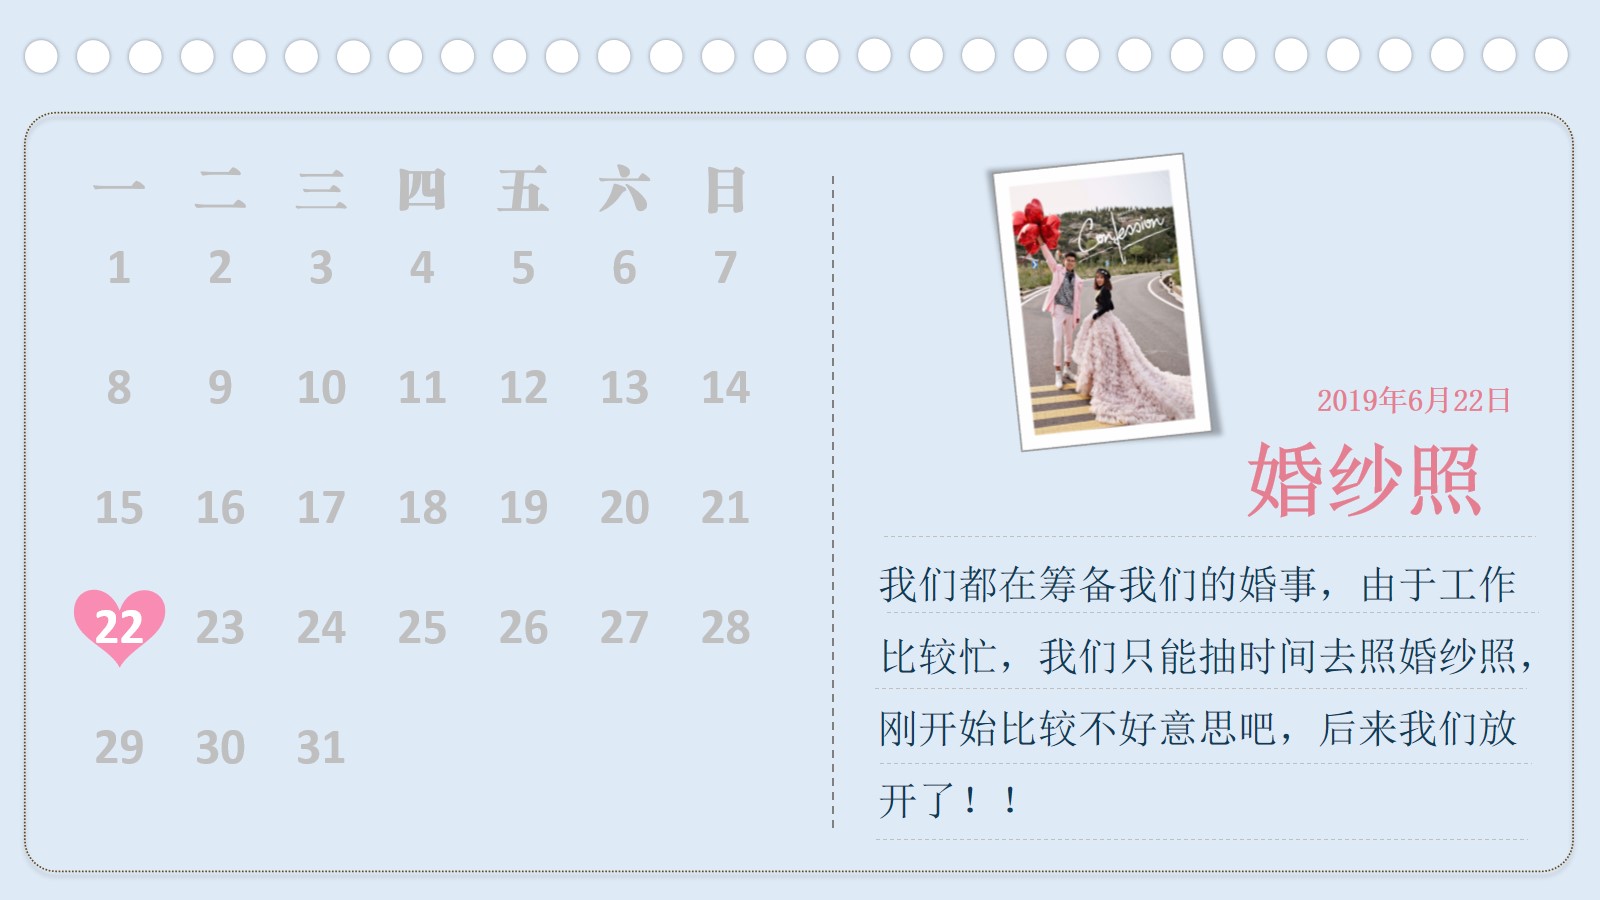 一 二 三 四 五 六 日
1 2 3 4 5 6 7
8 9 10 11 12 13 14
15 16 17 18 19 20 21
22 23 24 25 26 27 28
29 30 31
Confession
2019年6月22日
婚纱照
我们都在筹备我们的婚事，由于工作
比较忙，我们只能抽时间去照婚纱照，
刚开始比较不好意思吧，后来我们放
开了！！